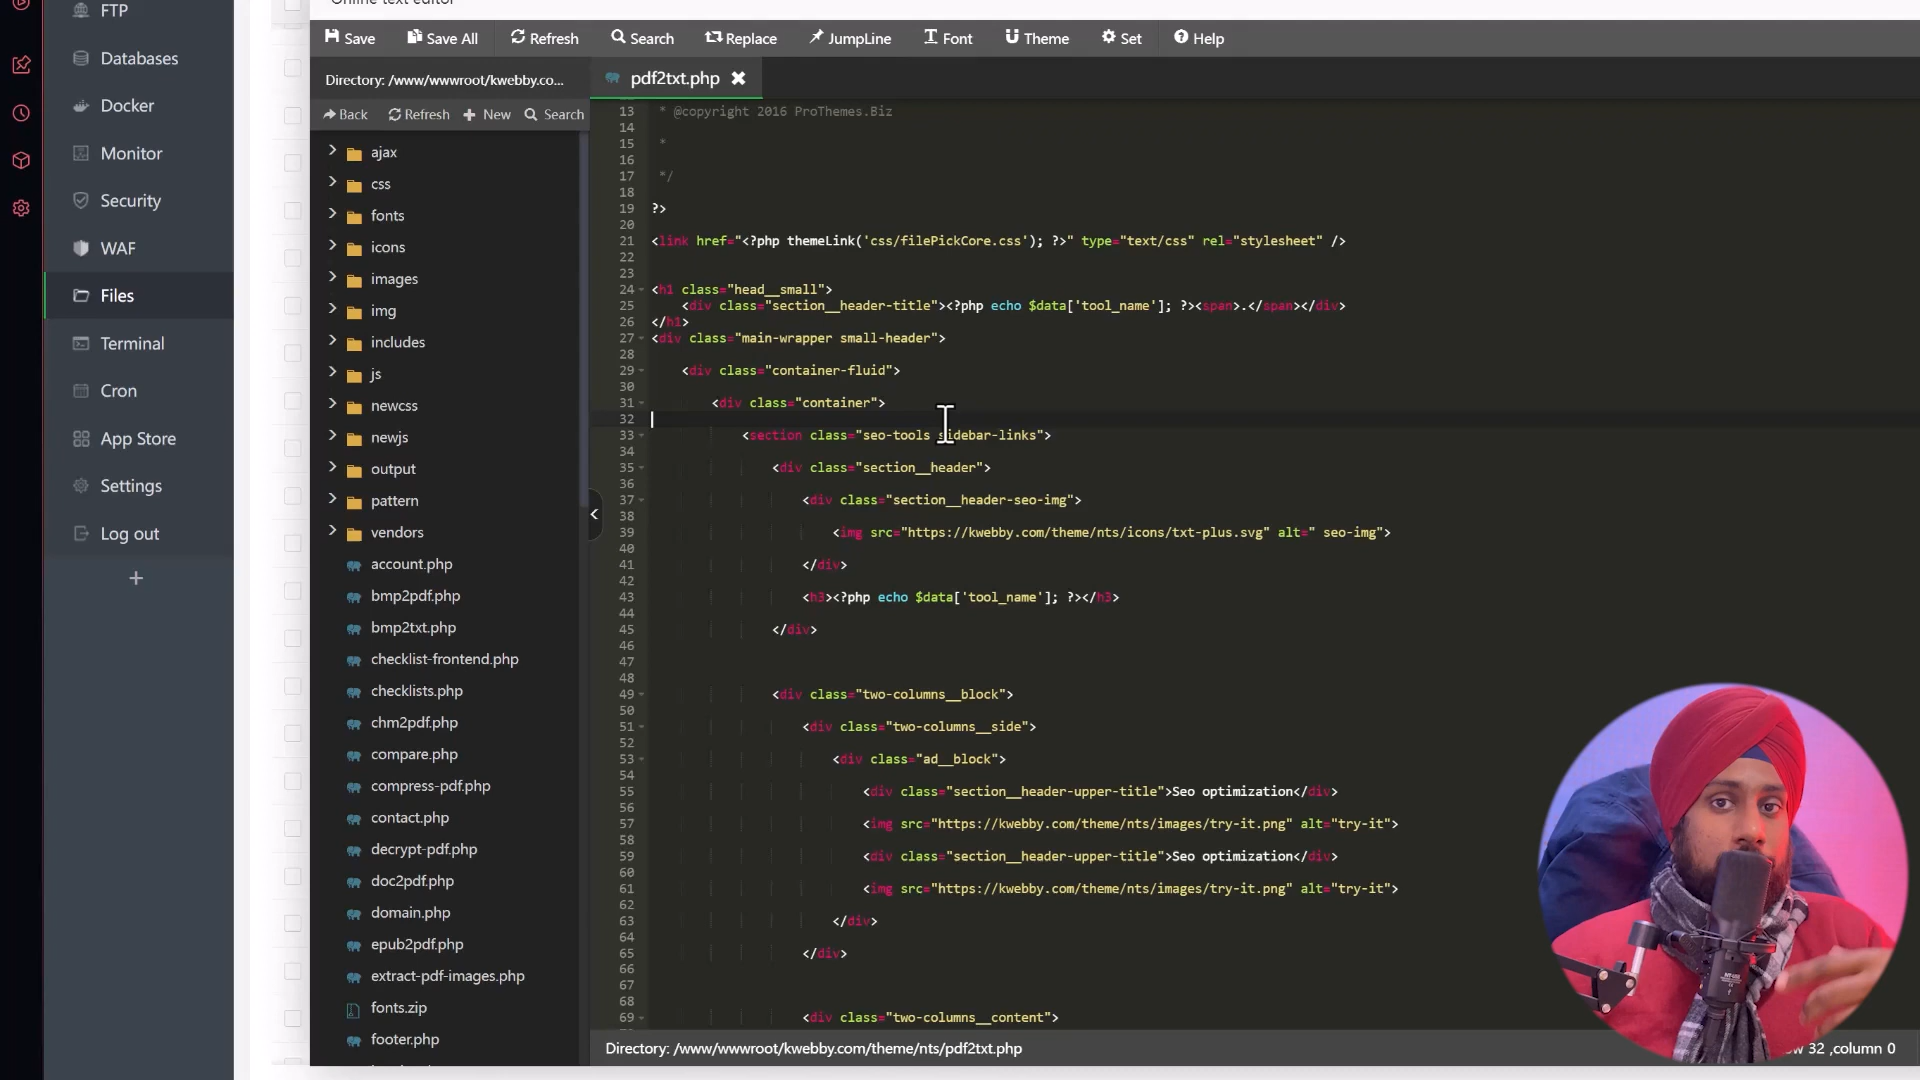 Online text editor
FTP
Databases
Docker
Monitor
Security
WAF
Files
Terminal
Cron
App Store
Settings
Log out
+
Save
Save All
Refresh
Search
Replace
JumpLine
Font
Theme
Set
Help
Directory: /www/wwwroot/kwebby.co...
pdf2txt.php
Back
Refresh
New
Search
ajax
css
fonts
icons
images
img
includes
js
newcss
newjs
output
pattern
vendors
account.php
bmp2pdf.php
bmp2txt.php
checklist-frontend.php
checklists.php
chm2pdf.php
compare.php
compress-pdf.php
contact.php
decrypt-pdf.php
doc2pdf.php
domain.php
epub2pdf.php
extract-pdf-images.php
fonts.zip
footer.php
13 * @copyright 2016 ProThemes.Biz
14
15 *
16
17 */
18
19 ?>
20
21 <link href="<?php themeLink('css/filePickCore.css'); ?>" type="text/css" rel="stylesheet" />
22
23
24 <h1 class="head__small">
25 <div class="section__header-title"><?php echo $data['tool_name']; ?><span>.</span></div>
26 </h1>
27 <div class="main-wrapper small-header">
28
29 <div class="container-fluid">
30
31 <div class="container">
32
33 <section class="seo-tools sidebar-links">
34
35 <div class="section__header">
36
37 <div class="section__header-seo-img">
38
39 <img src="https://kwebby.com/theme/nts/icons/txt-plus.svg" alt=" seo-img">
40
41 </div>
42
43 <h3><?php echo $data['tool_name']; ?></h3>
44
45 </div>
46
47
48
49 <div class="two-columns__block">
50
51 <div class="two-columns__side">
52
53 <div class="ad__block">
54
55 <div class="section__header-upper-title">Seo optimization</div>
56
57 <img src="https://kwebby.com/theme/nts/images/try-it.png" alt="try-it">
58
59 <div class="section__header-upper-title">Seo optimization</div>
60
61 <img src="https://kwebby.com/theme/nts/images/try-it.png" alt="try-it">
62
63 </div>
64
65 </div>
66
67
68
69 <div class="two-columns__content">
Directory: /www/wwwroot/kwebby.com/theme/nts/pdf2txt.php
32 ,column 0